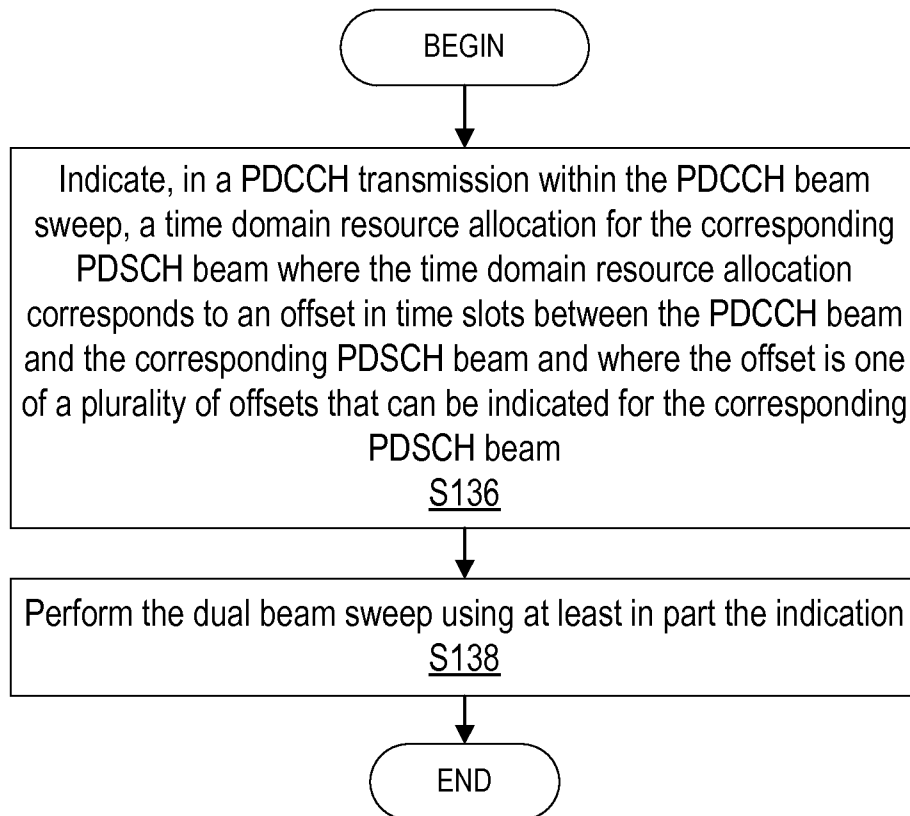 BEGIN
Indicate, in a PDCCH transmission within the PDCCH beam
sweep, a time domain resource allocation for the corresponding
PDSCH beam where the time domain resource allocation
corresponds to an offset in time slots between the PDCCH beam
and the corresponding PDSCH beam and where the offset is one
of a plurality of offsets that can be indicated for the corresponding
PDSCH beam
S136
Perform the dual beam sweep using at least in part the indication
S138
END